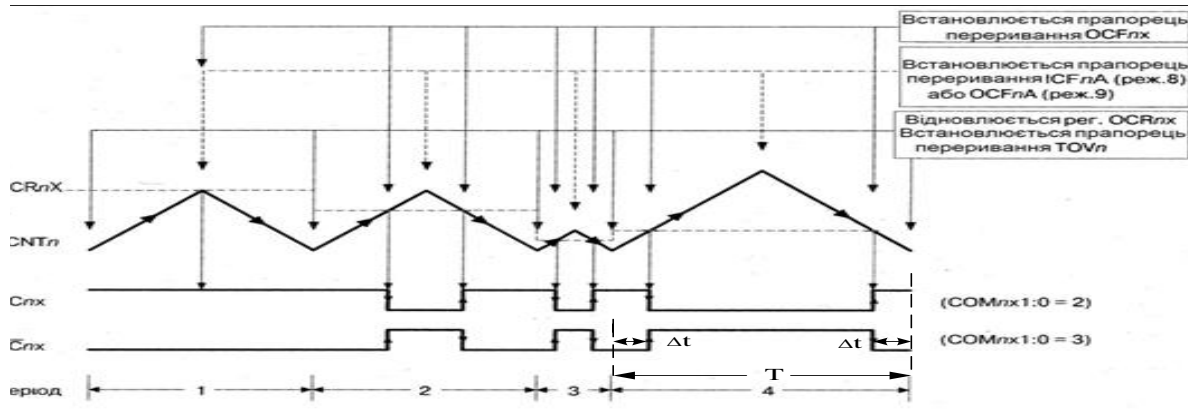 Встановлюється прапорець
переривання OCFnx
Встановлюється прапорець
переривання ICFnA (реж.8)
або OCFnA (реж.9)
Відновлюється рег. OCRnx
Встановлюється прапорець
переривання TOVn
CRnX
CNTn
Cnx
(COMnx1:0 = 2)
Cnx
Δt
Δt
(COMnx1:0 = 3)
T
еріод
1
2
3
4